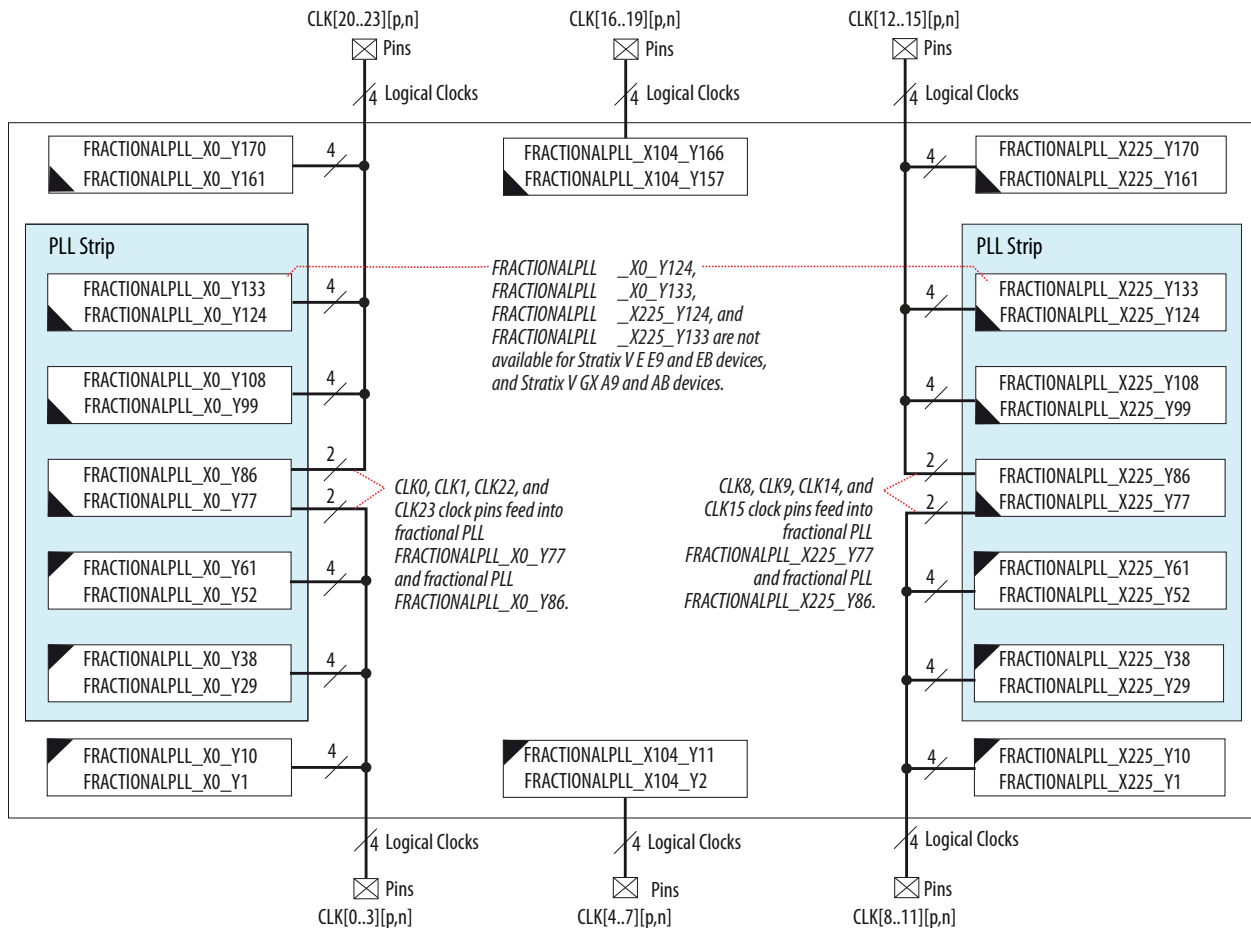 CLK[20..23][p,n]
CLK[16..19][p,n]
CLK[12..15][p,n]
Pins
Pins
Pins
4 Logical Clocks
4 Logical Clocks
4 Logical Clocks
FRACTIONALPLL_X0_Y170
FRACTIONALPLL_X0_Y161
4
FRACTIONALPLL_X104_Y166
FRACTIONALPLL_X104_Y157
4
FRACTIONALPLL_X225_Y170
FRACTIONALPLL_X225_Y161
PLL Strip
FRACTIONALPLL_X0_Y133
FRACTIONALPLL_X0_Y124
4
FRACTIONALPLL_X0_Y108
FRACTIONALPLL_X0_Y99
4
FRACTIONALPLL_X0_Y86
FRACTIONALPLL_X0_Y77
2
2
FRACTIONALPLL_X0_Y61
FRACTIONALPLL_X0_Y52
4
FRACTIONALPLL_X0_Y38
FRACTIONALPLL_X0_Y29
4
FRACTIONALPLL _X0_Y124,
FRACTIONALPLL _X0_Y133,
FRACTIONALPLL _X225_Y124, and
FRACTIONALPLL _X225_Y133 are not
available for Stratix V E E9 and EB devices,
and Stratix V GX A9 and AB devices.
CLK0, CLK1, CLK22, and
CLK23 clock pins feed into
fractional PLL
FRACTIONALPLL_X0_Y77
and fractional PLL
FRACTIONALPLL_X0_Y86.
CLK8, CLK9, CLK14, and
CLK15 clock pins feed into
fractional PLL
FRACTIONALPLL_X225_Y77
and fractional PLL
FRACTIONALPLL_X225_Y86.
PLL Strip
4
FRACTIONALPLL_X225_Y133
FRACTIONALPLL_X225_Y124
4
FRACTIONALPLL_X225_Y108
FRACTIONALPLL_X225_Y99
2
2
FRACTIONALPLL_X225_Y86
FRACTIONALPLL_X225_Y77
4
FRACTIONALPLL_X225_Y61
FRACTIONALPLL_X225_Y52
4
FRACTIONALPLL_X225_Y38
FRACTIONALPLL_X225_Y29
FRACTIONALPLL_X0_Y10
FRACTIONALPLL_X0_Y1
4
FRACTIONALPLL_X104_Y11
FRACTIONALPLL_X104_Y2
4
FRACTIONALPLL_X225_Y10
FRACTIONALPLL_X225_Y1
4 Logical Clocks
4 Logical Clocks
4 Logical Clocks
Pins
Pins
Pins
CLK[0..3][p,n]
CLK[4..7][p,n]
CLK[8..11][p,n]